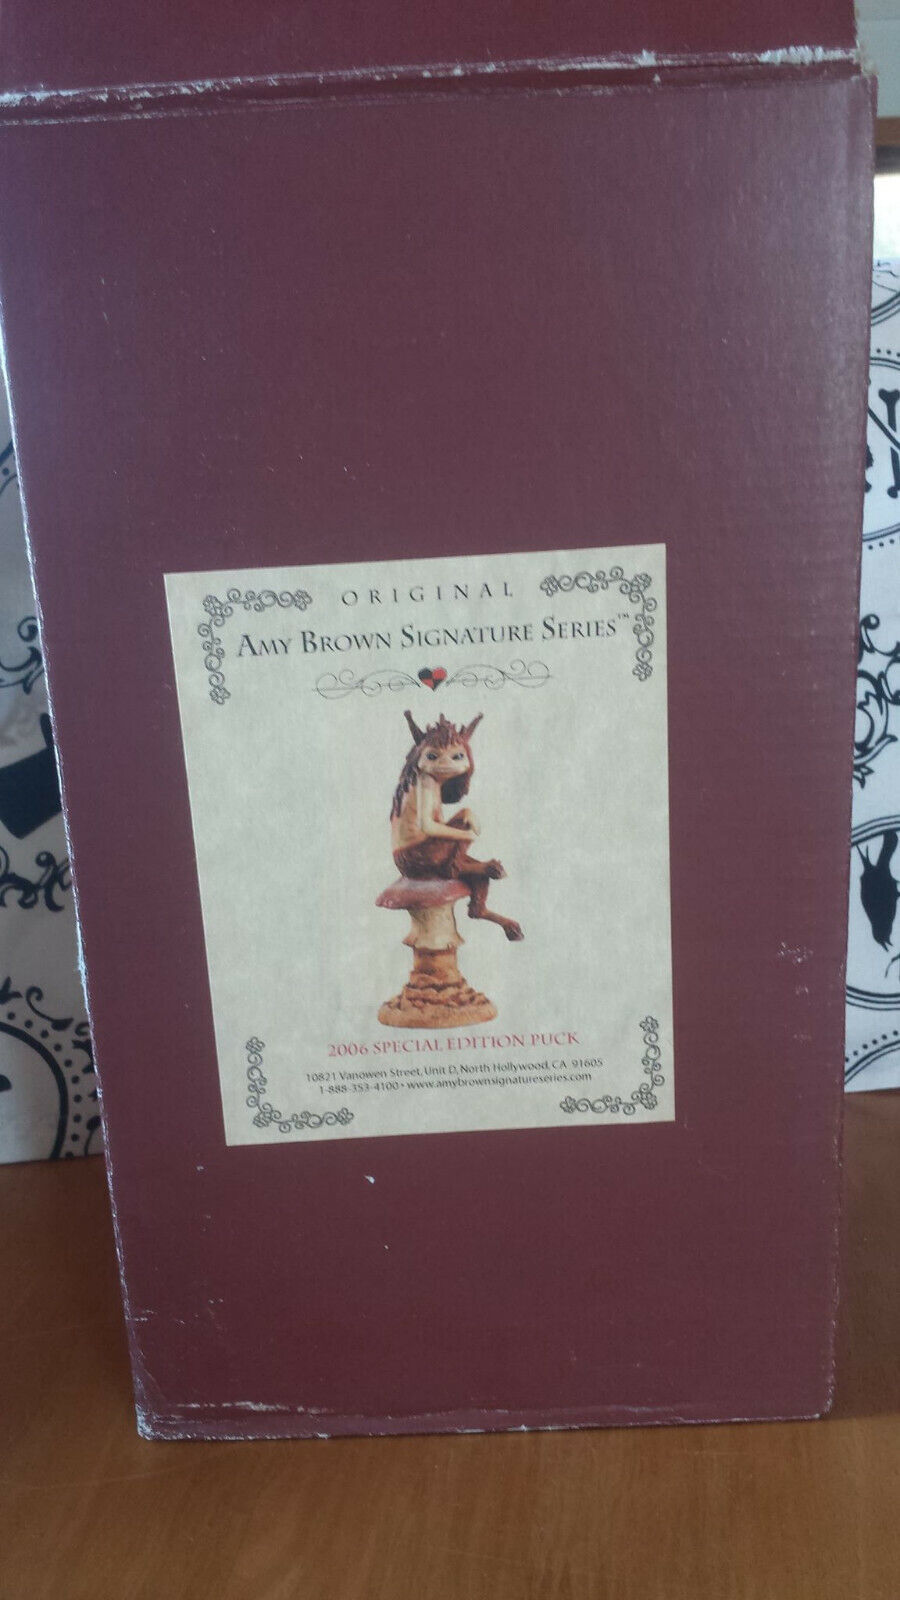 ORIGINAL
AMY BROWN SIGNATURE SERIES™
2006 SPECIAL EDITION PUCK
10821 Vanowen Street, Unit D, North Hollywood, CA 91605
1-888-353-4100 • www.amybrownsignatureseries.com